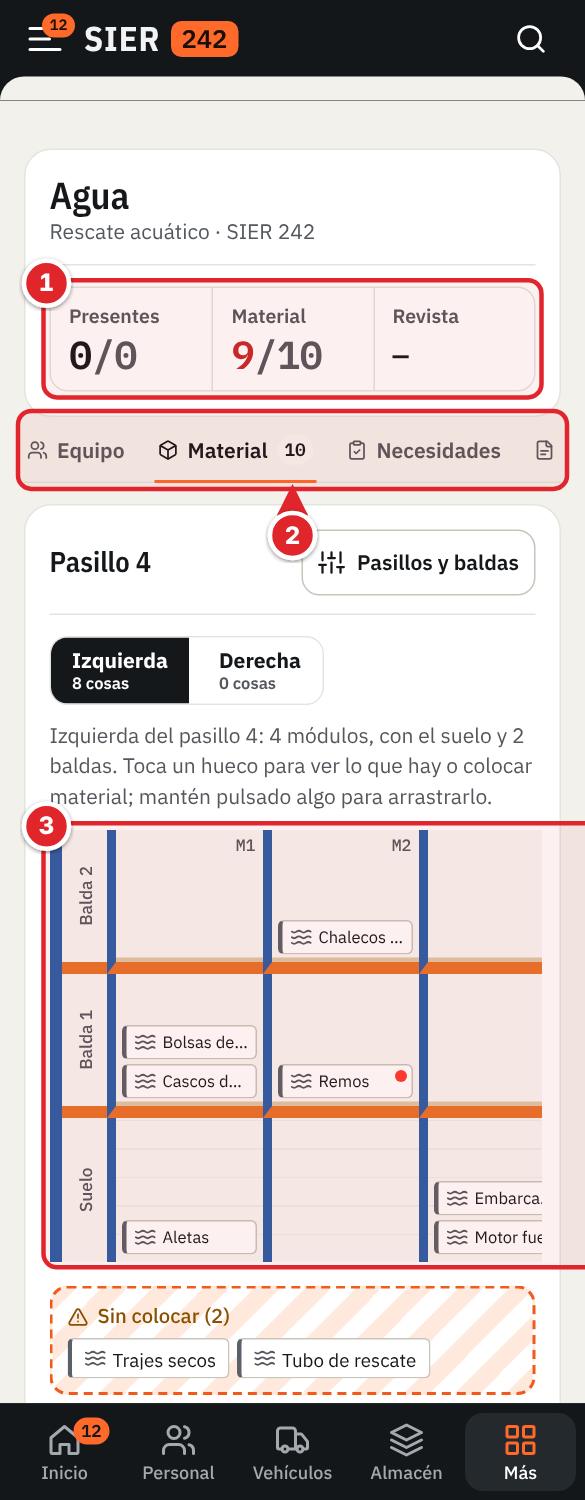 12
SIER 242
Agua
Rescate acuático · SIER 242
1
Presentes Material Revista
0/0 9/10 –
Equipo Material 10 Necesidades
2
Pasillo 4 Pasillos y baldas
Izquierda Derecha
8 cosas 0 cosas
Izquierda del pasillo 4: 4 módulos, con el suelo y 2
baldas. Toca un hueco para ver lo que hay o colocar
material; mantén pulsado algo para arrastrarlo.
3
M1 M2
Balda 2
Chalecos ...
Balda 1
Bolsas de...
Cascos d... Remos
Suelo
Embarca.
Aletas Motor fue
Sin colocar (2)
Trajes secos Tubo de rescate
12
Inicio Personal Vehículos Almacén Más